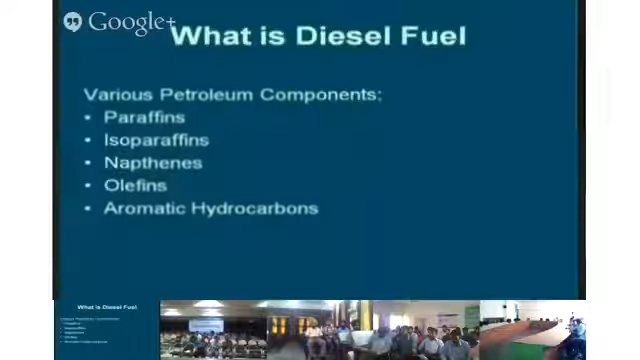 Google+
What is Diesel Fuel
Various Petroleum Components:
• Paraffins
• Isoparaffins
• Napthenes
• Olefins
• Aromatic Hydrocarbons
What is Diesel Fuel